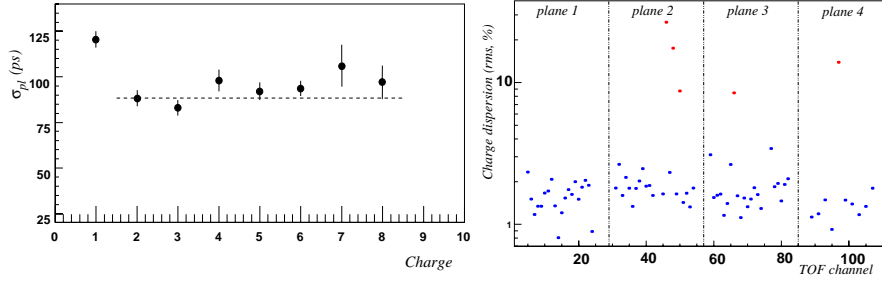 σpl (ps)
125
100
75
50
25
0 1 2 3 4 5 6 7 8 9 10
Charge
Charge dispersion (rms, %)
plane 1 plane 2 plane 3 plane 4
10
1
20 40 60 80 100
TOF channel